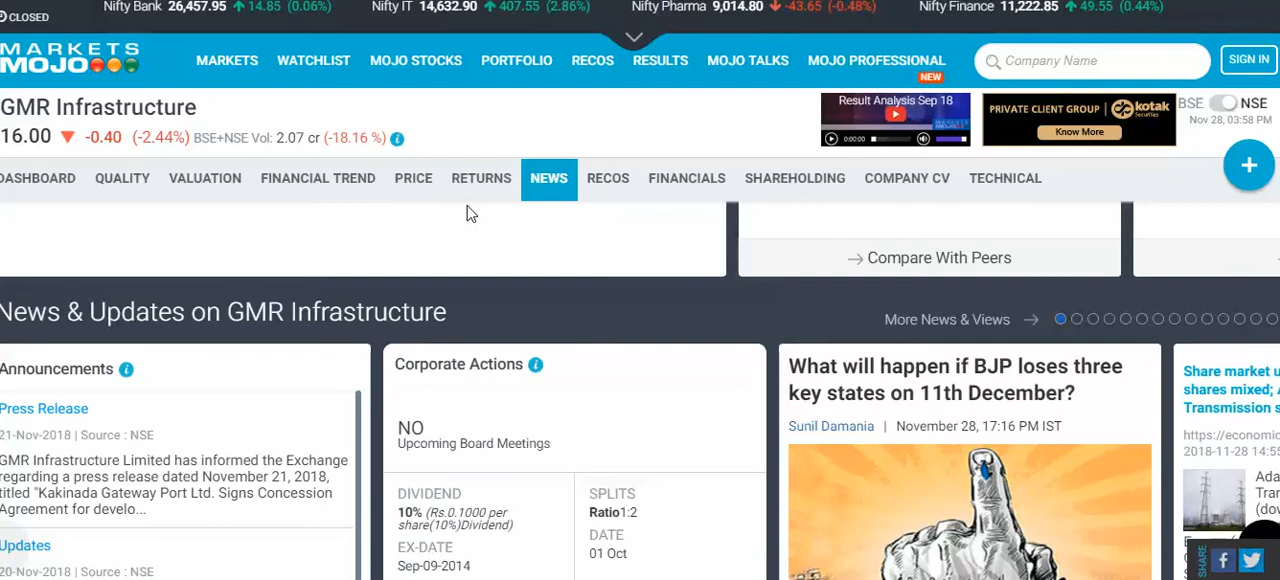 CLOSED
Nifty Bank 26,457.95 14.85 (0.06%) Nifty IT 14,632.90 407.55 (2.86%) Nifty Pharma 9,014.80 -43.65 (-0.48%) Nifty Finance 11,222.85 49.55 (0.44%)
MARKETS
MOJO
MARKETS WATCHLIST MOJO STOCKS PORTFOLIO RECOS RESULTS MOJO TALKS MOJO PROFESSIONAL
NEW
Company Name
SIGN IN
GMR Infrastructure
16.00 -0.40 (-2.44%) BSE+NSE Vol: 2.07 cr (-18.16 %)
Result Analysis Sep 18
MARKETS
MOJO
0:00:00
PRIVATE CLIENT GROUP | kotak
Securities
Know More
BSE NSE
Nov 28, 03:58 PM
+
DASHBOARD QUALITY VALUATION FINANCIAL TREND PRICE RETURNS NEWS RECOS FINANCIALS SHAREHOLDING COMPANY CV TECHNICAL
Compare With Peers
News & Updates on GMR Infrastructure
More News & Views
Announcements
Press Release
21-Nov-2018 | Source : NSE
GMR Infrastructure Limited has informed the Exchange
regarding a press release dated November 21, 2018,
titled "Kakinada Gateway Port Ltd. Signs Concession
Agreement for develo...
Updates
20-Nov-2018 | Source : NSE
Corporate Actions
NO
Upcoming Board Meetings
DIVIDEND
10% (Rs.0.1000 per
share(10%)Dividend)
EX-DATE
Sep-09-2014
SPLITS
Ratio1:2
DATE
01 Oct
What will happen if BJP loses three
key states on 11th December?
Sunil Damania | November 28, 17:16 PM IST
Share market u
shares mixed; A
Transmission s
https://economic
2018-11-28 14:55
Ada
Tran
(dow
SHARE